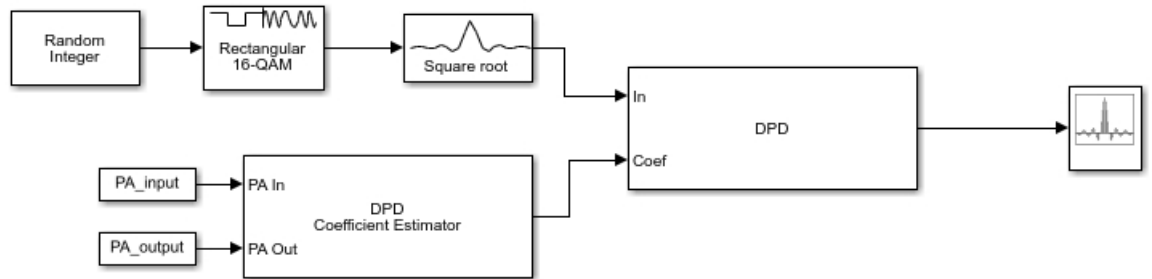 Random
Integer
Rectangular
16-QAM
Square root
In
DPD
Coef
PA_input
PA In
DPD
Coefficient Estimator
PA_output
PA Out